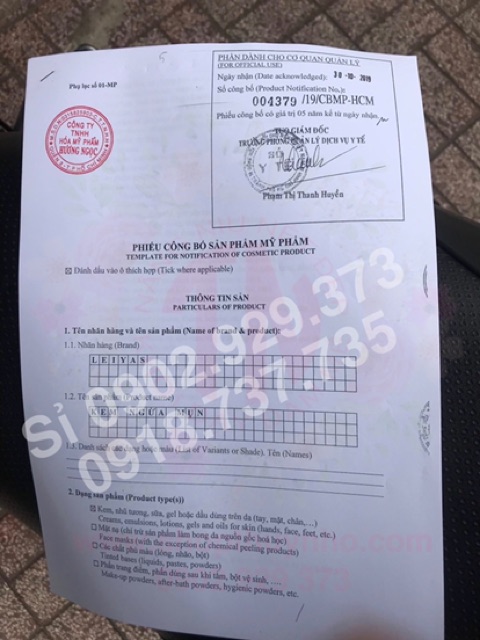 Phụ lục số 01-MP
PHẦN DÀNH CHO CƠ QUAN QUẢN LÝ
(FOR OFFICIAL USE)
Ngày nhận (Date acknowledged): 30 -10- 2019
Số công bố (Product Notification No.):
004379 /19/CBMP-HCM
Phiếu công bố có giá trị 05 năm kể từ ngày nhận
GIÁM ĐỐC
TRƯỞNG PHÒNG QUẢN LÝ DỊCH VỤ Y TẾ
SỞ
Y TẾ
Phạm Thị Thanh Huyền
CÔNG TY
TNHH
HÓA MỸ PHẨM
HƯƠNG NGỌC
PHIẾU CÔNG BỐ SẢN PHẨM MỸ PHẨM
TEMPLATE FOR NOTIFICATION OF COSMETIC PRODUCT
☒ Đánh dấu vào ô thích hợp (Tick where applicable)
THÔNG TIN SẢN
PARTICULARS OF PRODUCT
1. Tên nhãn hàng và tên sản phẩm (Name of brand & product):
1.1. Nhãn hàng (Brand)
LEIYAS
1.2. Tên sản phẩm (Product name)
KEM NGỪA MỤN
1.3. Danh sách các dạng hoặc màu (List of Variants or Shade). Tên (Names)
2. Dạng sản phẩm (Product type(s))
☒ Kem, nhũ tương, sữa, gel hoặc dầu dùng trên da (tay, mặt, chân,…)
Creams, emulsions, lotions, gels and oils for skin (hands, face, feet, etc.)
☐ Mặt nạ (chỉ trừ sản phẩm làm bong da nguồn gốc hoá học)
Face masks (with the exception of chemical peeling products)
☐ Các chất phủ màu (lỏng, nhão, bột)
Tinted bases (liquids, pastes, powders)
☐ Phấn trang điểm, phấn dùng sau khi tắm, bột vệ sinh, ….
Make-up powders, after-bath powders, hygienic powders, etc.
Sỉ 0902.929.373
0918.737.735